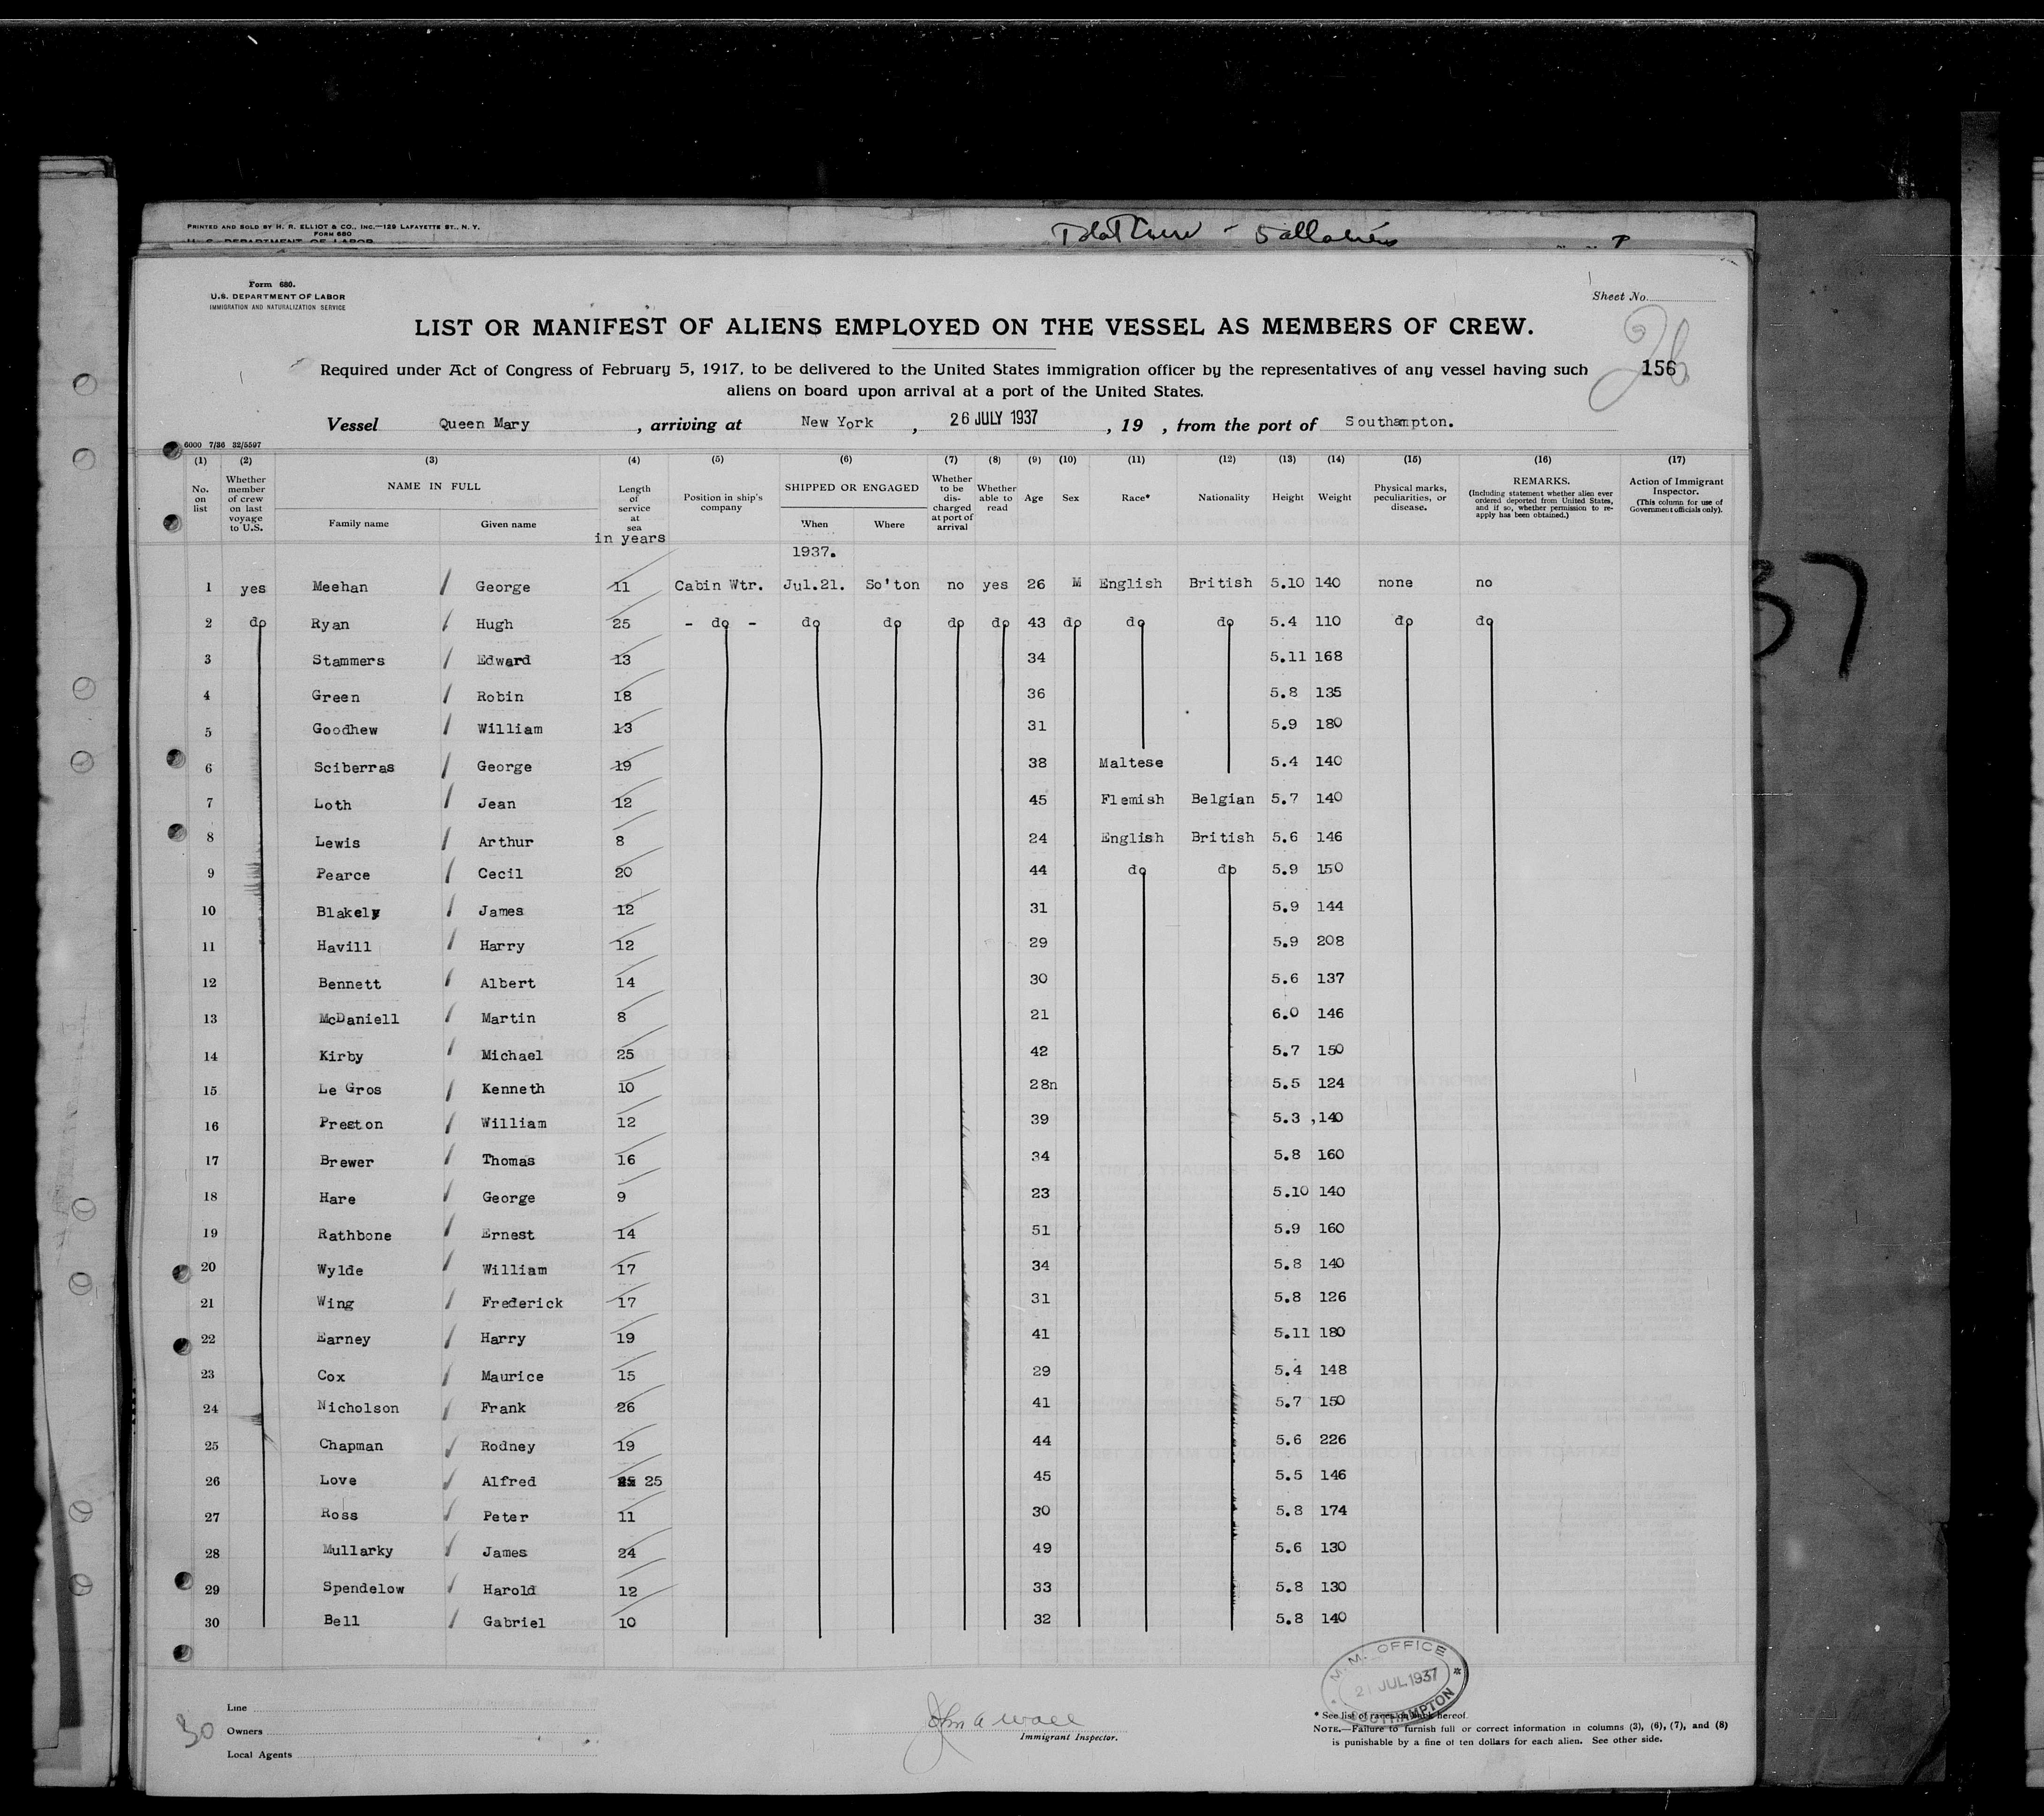 PRINTED AND SOLD BY H. R. ELLIOT & CO., INC.—129 LAFAYETTE ST., N. Y.
FORM 680
U. S. DEPARTMENT OF LABOR
Form 680.
U.S. DEPARTMENT OF LABOR
IMMIGRATION AND NATURALIZATION SERVICE
Sheet No.
LIST OR MANIFEST OF ALIENS EMPLOYED ON THE VESSEL AS MEMBERS OF CREW.
26
156
Required under Act of Congress of February 5, 1917, to be delivered to the United States immigration officer by the representatives of any vessel having such
aliens on board upon arrival at a port of the United States.
Vessel Queen Mary , arriving at New York , 26 JULY 1937 , 19 , from the port of Southampton.
6000 7/36 32/5597
(1) (2) (3) (4) (5) (6) (7) (8) (9) (10) (11) (12) (13) (14) (15) (16) (17)
No. on list
Whether member of crew on last voyage to U.S.
NAME IN FULL
Family name Given name
Length of service at sea
in years
Position in ship's company
SHIPPED OR ENGAGED
When Where
Whether to be discharged at port of arrival
Whether able to read
Age
Sex
Race*
Nationality
Height
Weight
Physical marks, peculiarities, or disease.
REMARKS.
(Including statement whether alien ever ordered deported from United States, and if so, whether permission to re-apply has been obtained.)
Action of Immigrant Inspector.
(This column for use of Government officials only).
1937.
1 yes Meehan George 11 Cabin Wtr. Jul.21. So'ton no yes 26 M English British 5.10 140 none no
2 do Ryan Hugh 25 - do - do do do do 43 do do do 5.4 110 do do
3 Stammers Edward 13 34 5.11 168
4 Green Robin 18 36 5.8 135
5 Goodhew William 13 31 5.9 180
6 Sciberras George 19 38 Maltese 5.4 140
7 Loth Jean 12 45 Flemish Belgian 5.7 140
8 Lewis Arthur 8 24 English British 5.6 146
9 Pearce Cecil 20 44 do do 5.9 150
10 Blakely James 12 31 5.9 144
11 Havill Harry 12 29 5.9 208
12 Bennett Albert 14 30 5.6 137
13 McDaniell Martin 8 21 6.0 146
14 Kirby Michael 25 42 5.7 150
15 Le Gros Kenneth 10 28n 5.5 124
16 Preston William 12 39 5.3 ,140
17 Brewer Thomas 16 34 5.8 160
18 Hare George 9 23 5.10 140
19 Rathbone Ernest 14 51 5.9 160
20 Wylde William 17 34 5.8 140
21 Wing Frederick 17 31 5.8 126
22 Earney Harry 19 41 5.11 180
23 Cox Maurice 15 29 5.4 148
24 Nicholson Frank 26 41 5.7 150
25 Chapman Rodney 19 44 5.6 226
26 Love Alfred 25 45 5.5 146
27 Ross Peter 11 30 5.8 174
28 Mullarky James 24 49 5.6 130
29 Spendelow Harold 12 33 5.8 130
30 Bell Gabriel 10 32 5.8 140
M. M. OFFICE
21 JUL 1937
SOUTHAMPTON
Line
Owners
Local Agents
30
John A Wall
Immigrant Inspector.
* See list of races on back hereof.
NOTE.—Failure to furnish full or correct information in columns (3), (6), (7), and (8)
is punishable by a fine of ten dollars for each alien. See other side.
37